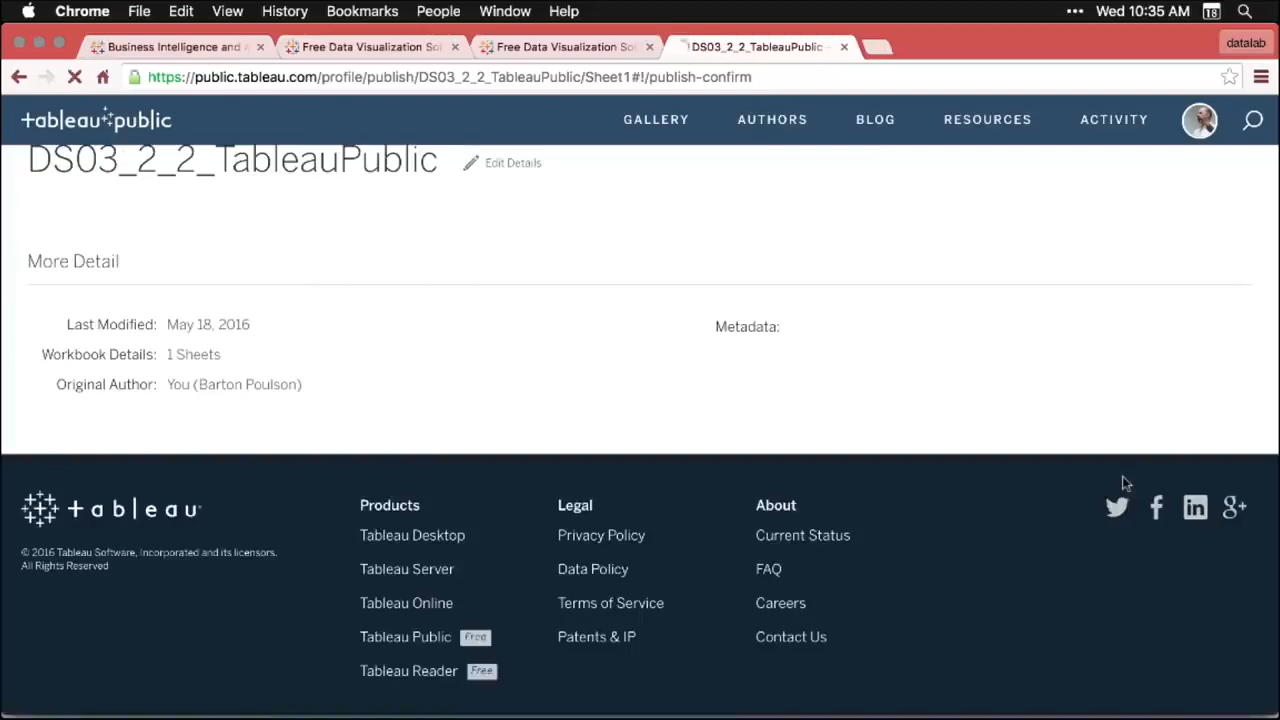 Chrome File Edit View History Bookmarks People Window Help
Wed 10:35 AM 18
Business Intelligence and A
Free Data Visualization So
Free Data Visualization So
DS03_2_2_TableauPublic -
datalab
https://public.tableau.com/profile/publish/DS03_2_2_TableauPublic/Sheet1#!/publish-confirm
tableau public
GALLERY AUTHORS BLOG RESOURCES ACTIVITY
DS03_2_2_TableauPublic Edit Details
More Detail
Last Modified: May 18, 2016
Metadata:
Workbook Details: 1 Sheets
Original Author: You (Barton Poulson)
tableau
© 2016 Tableau Software, Incorporated and its licensors.
All Rights Reserved
Products
Tableau Desktop
Tableau Server
Tableau Online
Tableau Public Free
Tableau Reader Free
Legal
Privacy Policy
Data Policy
Terms of Service
Patents & IP
About
Current Status
FAQ
Careers
Contact Us
f in g+